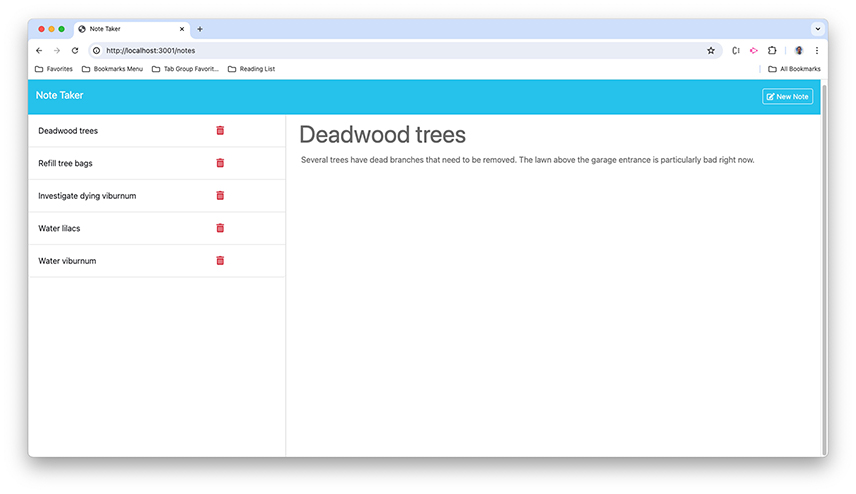 Note Taker
http://localhost:3001/notes
Favorites Bookmarks Menu Tab Group Favorit... Reading List All Bookmarks
Note Taker New Note
Deadwood trees
Refill tree bags
Investigate dying viburnum
Water lilacs
Water viburnum
Deadwood trees
Several trees have dead branches that need to be removed. The lawn above the garage entrance is particularly bad right now.